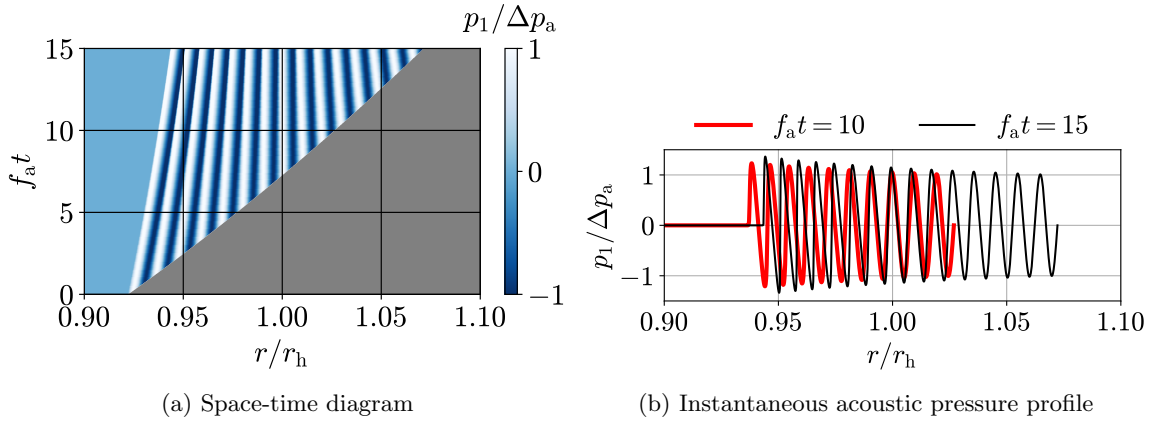 p₁/Δpₐ
15
10
5
0
fₐt
0.90 0.95 1.00 1.05 1.10
r/rₕ
1
0
−1
(a) Space-time diagram
fₐt = 10 fₐt = 15
1
0
−1
p₁/Δpₐ
0.90 0.95 1.00 1.05 1.10
r/rₕ
(b) Instantaneous acoustic pressure profile